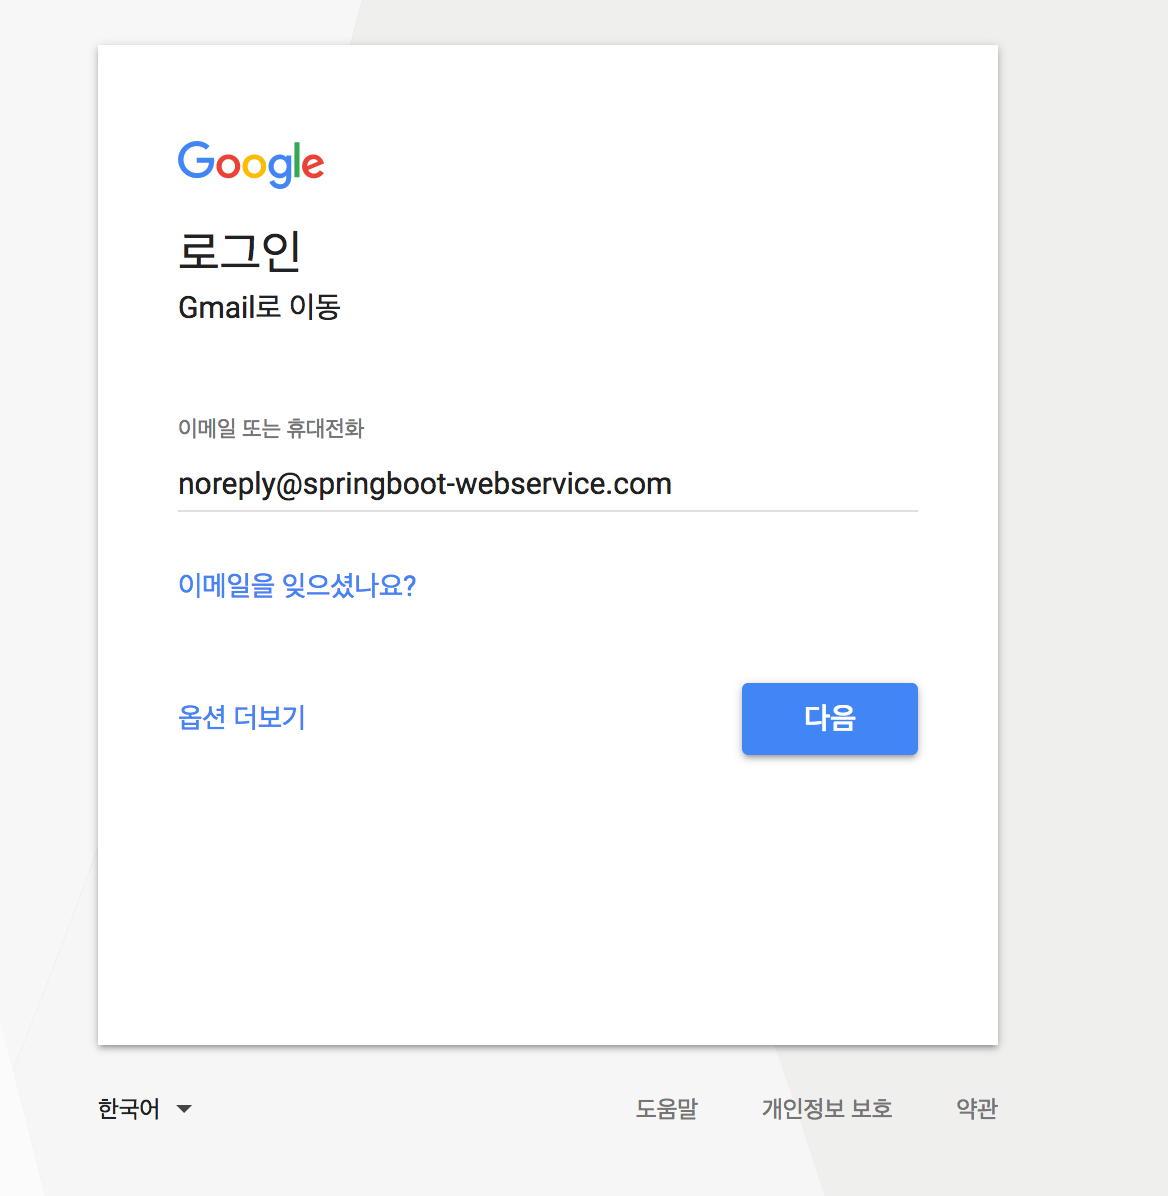 Google
로그인
Gmail로 이동
이메일 또는 휴대전화
noreply@springboot-webservice.com
이메일을 잊으셨나요?
옵션 더보기
다음
한국어
도움말
개인정보 보호
약관